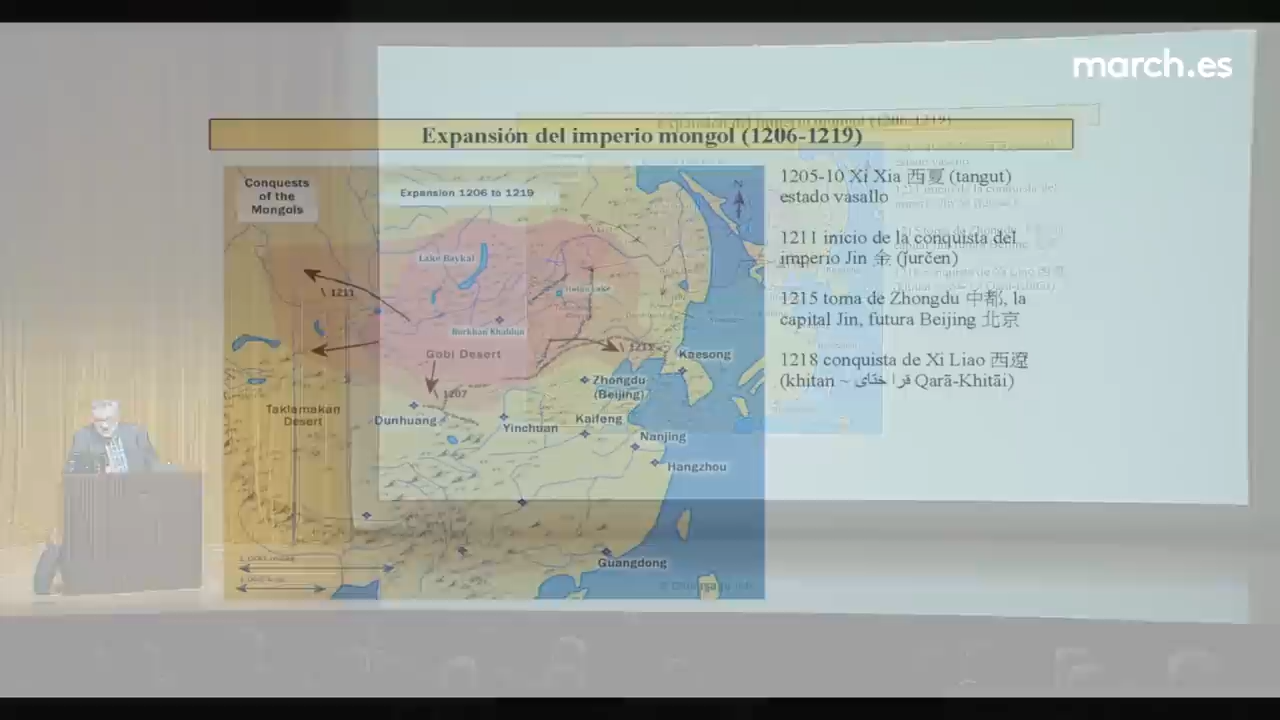 march.es
Expansión del imperio mongol (1206-1219)
Conquests
of the
Mongols
Expansion 1206 to 1219
N
Lake Baykal
1211
Burkhan Khaldun
Gobi Desert
1207
Kaesong
Zhongdu
(Beijing)
Taklamakan
Desert
Dunhuang
Yinchuan
Kaifeng
Nanjing
Hangzhou
Guangdong
1205-10 Xi Xia 西夏 (tangut)
estado vasallo
1211 inicio de la conquista del
imperio Jin 金 (ǰurčen)
1215 toma de Zhongdu 中都, la
capital Jin, futura Beijing 北京
1218 conquista de Xi Liao 西遼
(khitan ~ قرا ختای Qarā-Khitāi)